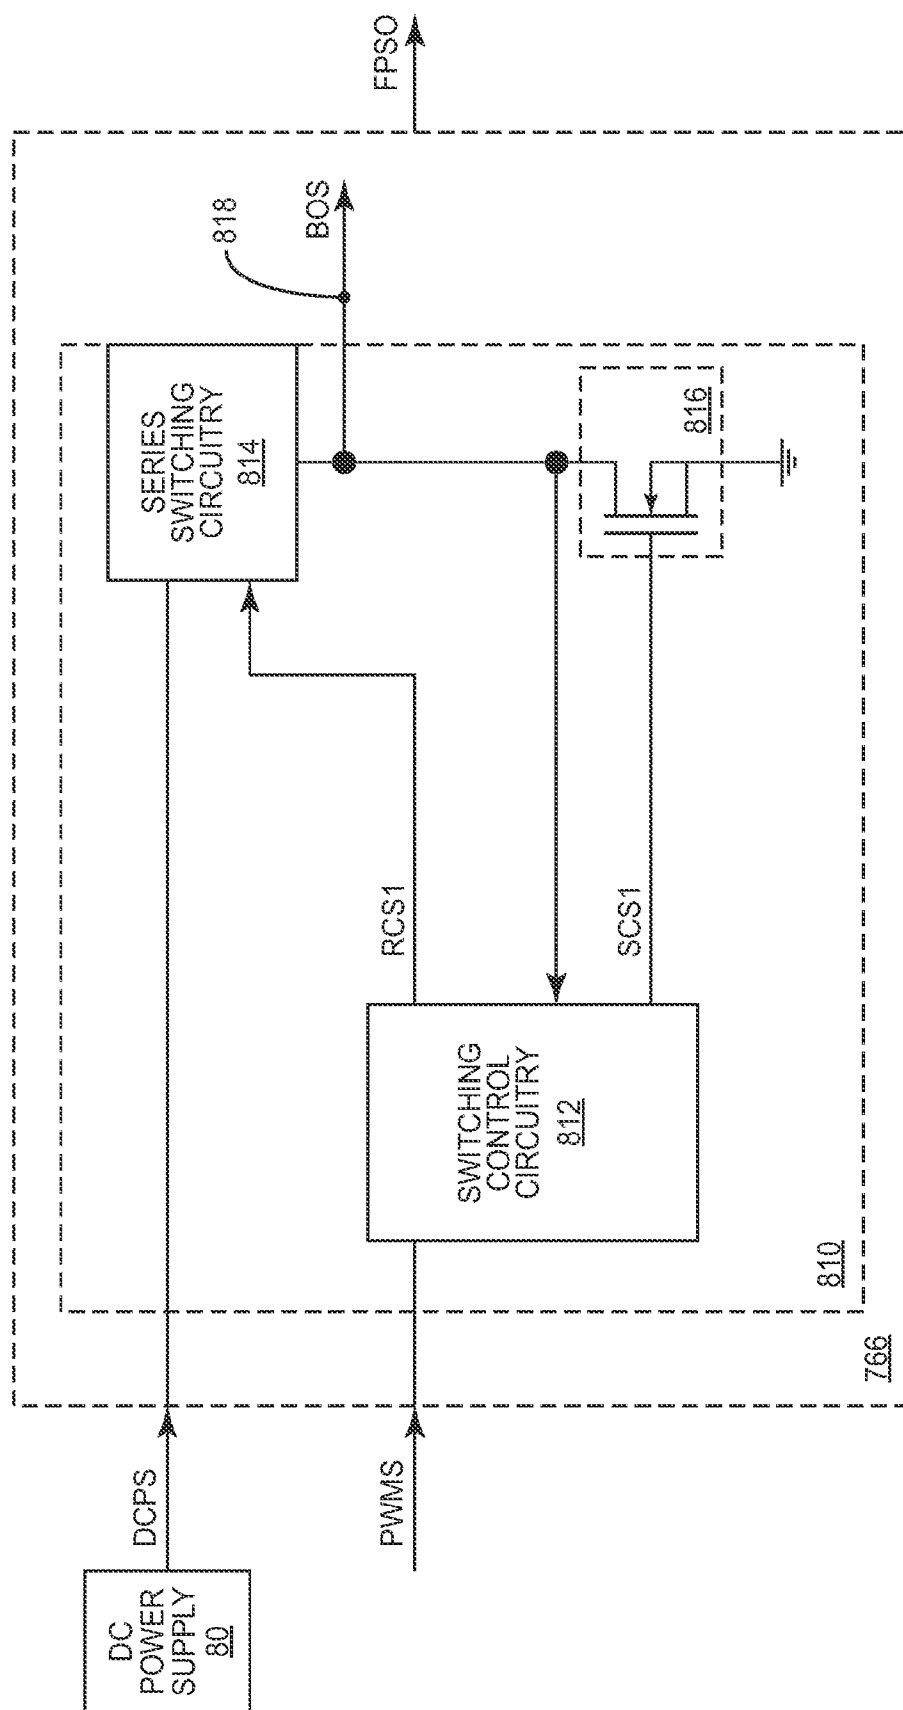 DC
POWER
SUPPLY
80
DCPS
PWMS
766
810
SWITCHING
CONTROL
CIRCUITRY
812
RCS1
SCS1
SERIES
SWITCHING
CIRCUITRY
814
816
818
BOS
FPSO